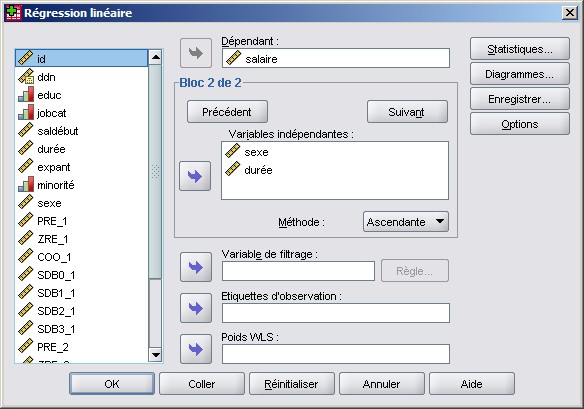 Régression linéaire
id
ddn
educ
jobcat
saldébut
durée
expant
minorité
sexe
PRE_1
ZRE_1
COO_1
SDB0_1
SDB1_1
SDB2_1
SDB3_1
PRE_2
Dépendant :
salaire
Bloc 2 de 2
Précédent
Suivant
Variables indépendantes :
sexe
durée
Méthode :
Ascendante
Variable de filtrage :
Règle...
Etiquettes d'observation :
Poids WLS :
Statistiques...
Diagrammes...
Enregistrer...
Options
OK
Coller
Réinitialiser
Annuler
Aide